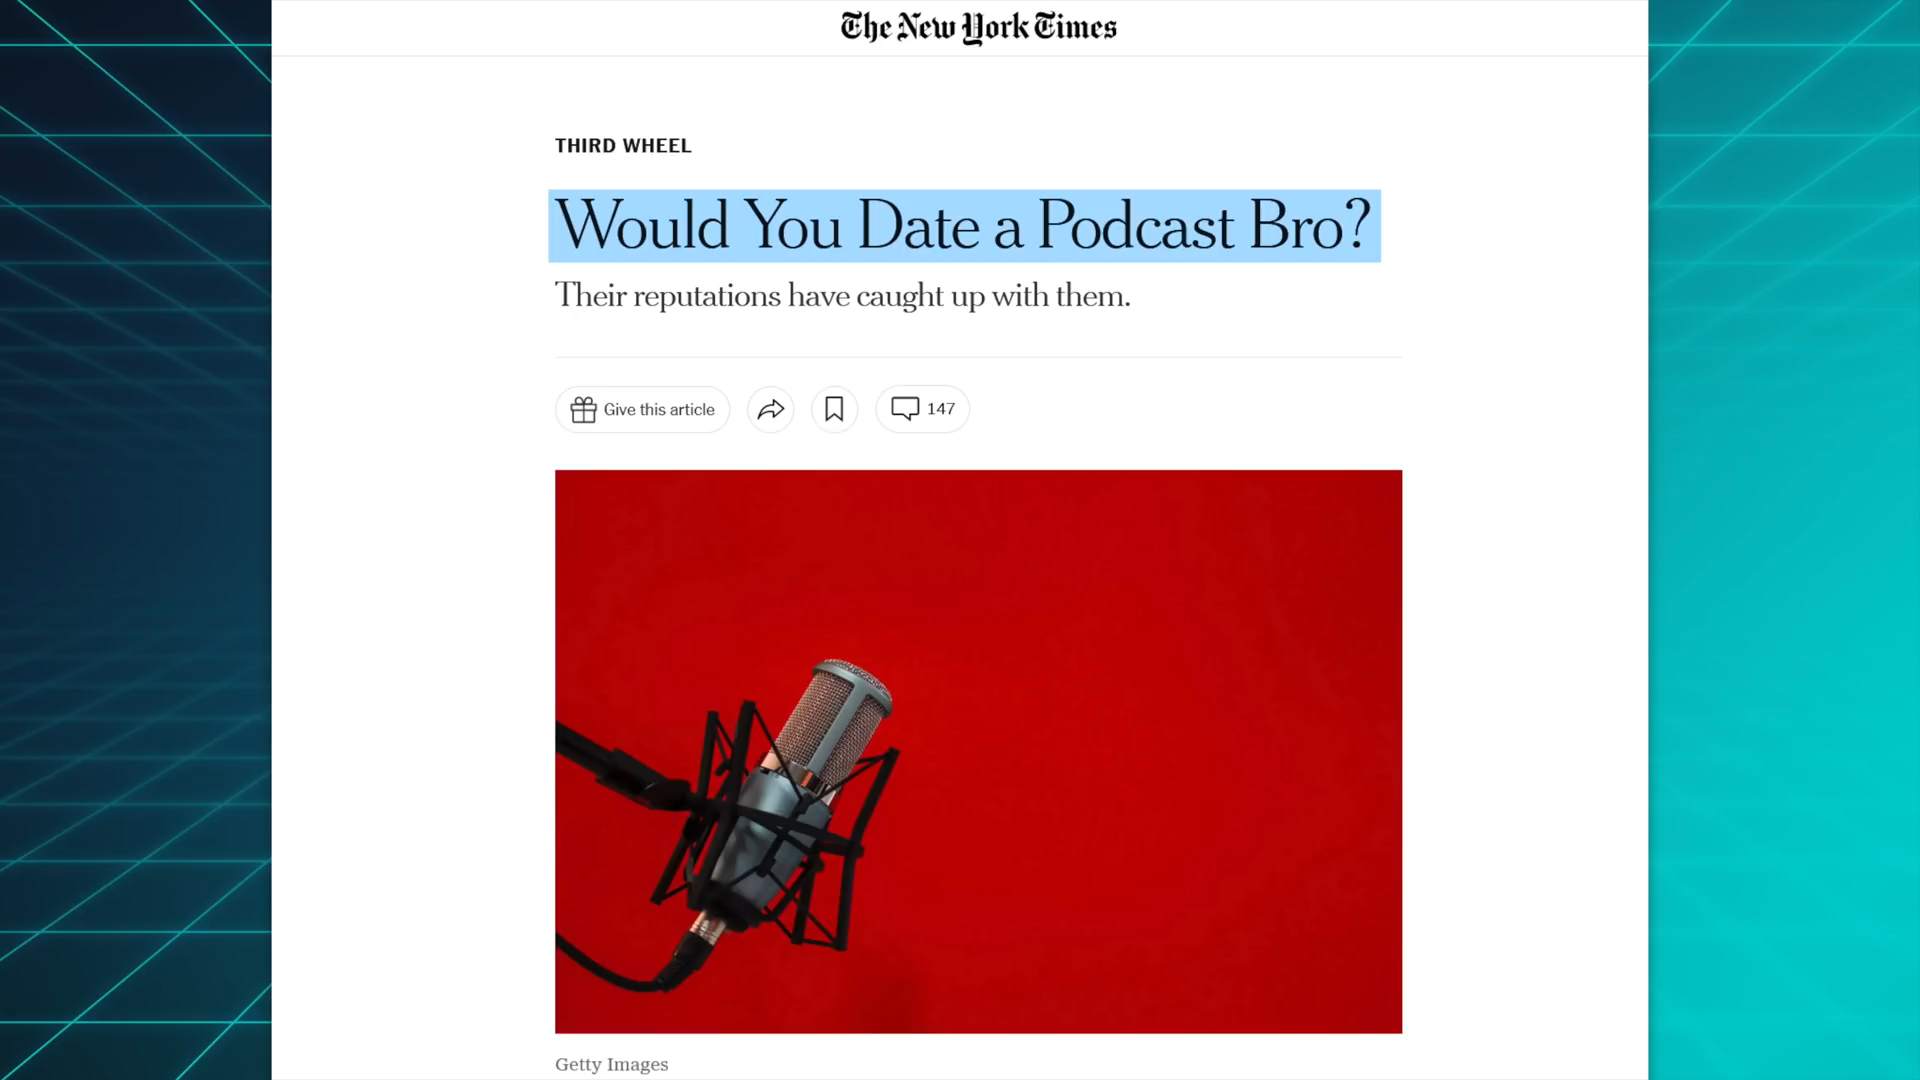 The New York Times
THIRD WHEEL
Would You Date a Podcast Bro?
Their reputations have caught up with them.
Give this article
147
Getty Images